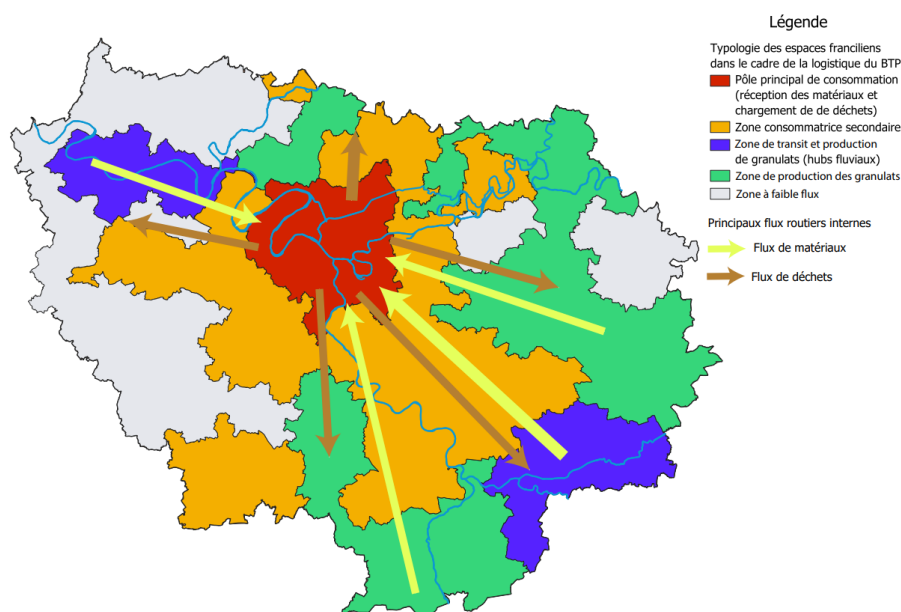 Légende
Typologie des espaces franciliens
dans le cadre de la logistique du BTP
Pôle principal de consommation
(réception des matériaux et
chargement de de déchets)
Zone consommatrice secondaire
Zone de transit et production
de granulats (hubs fluviaux)
Zone de production des granulats
Zone à faible flux
Principaux flux routiers internes
Flux de matériaux
Flux de déchets